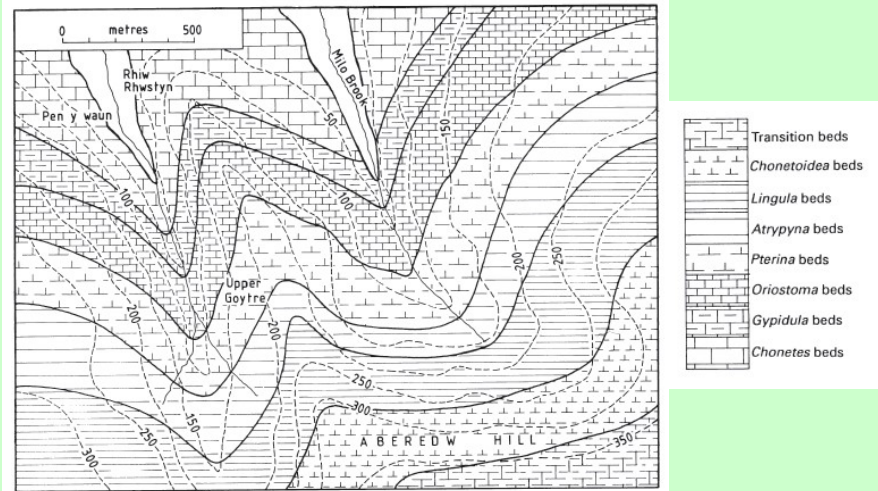 0 metres 500
Rhiw
Rhwstyn
Milo Brook
Pen y waun
50
150
100
100
200
250
Upper
Goytre
200
200
250
300
150
250
300
ABEREDW HILL
350
Transition beds
Chonetoidea beds
Lingula beds
Atrypyna beds
Pterina beds
Oriostoma beds
Gypidula beds
Chonetes beds